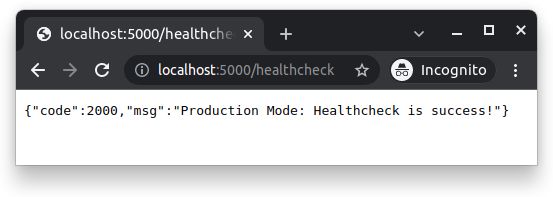 localhost:5000/healthche
localhost:5000/healthcheck
Incognito
{"code":2000,"msg":"Production Mode: Healthcheck is success!"}